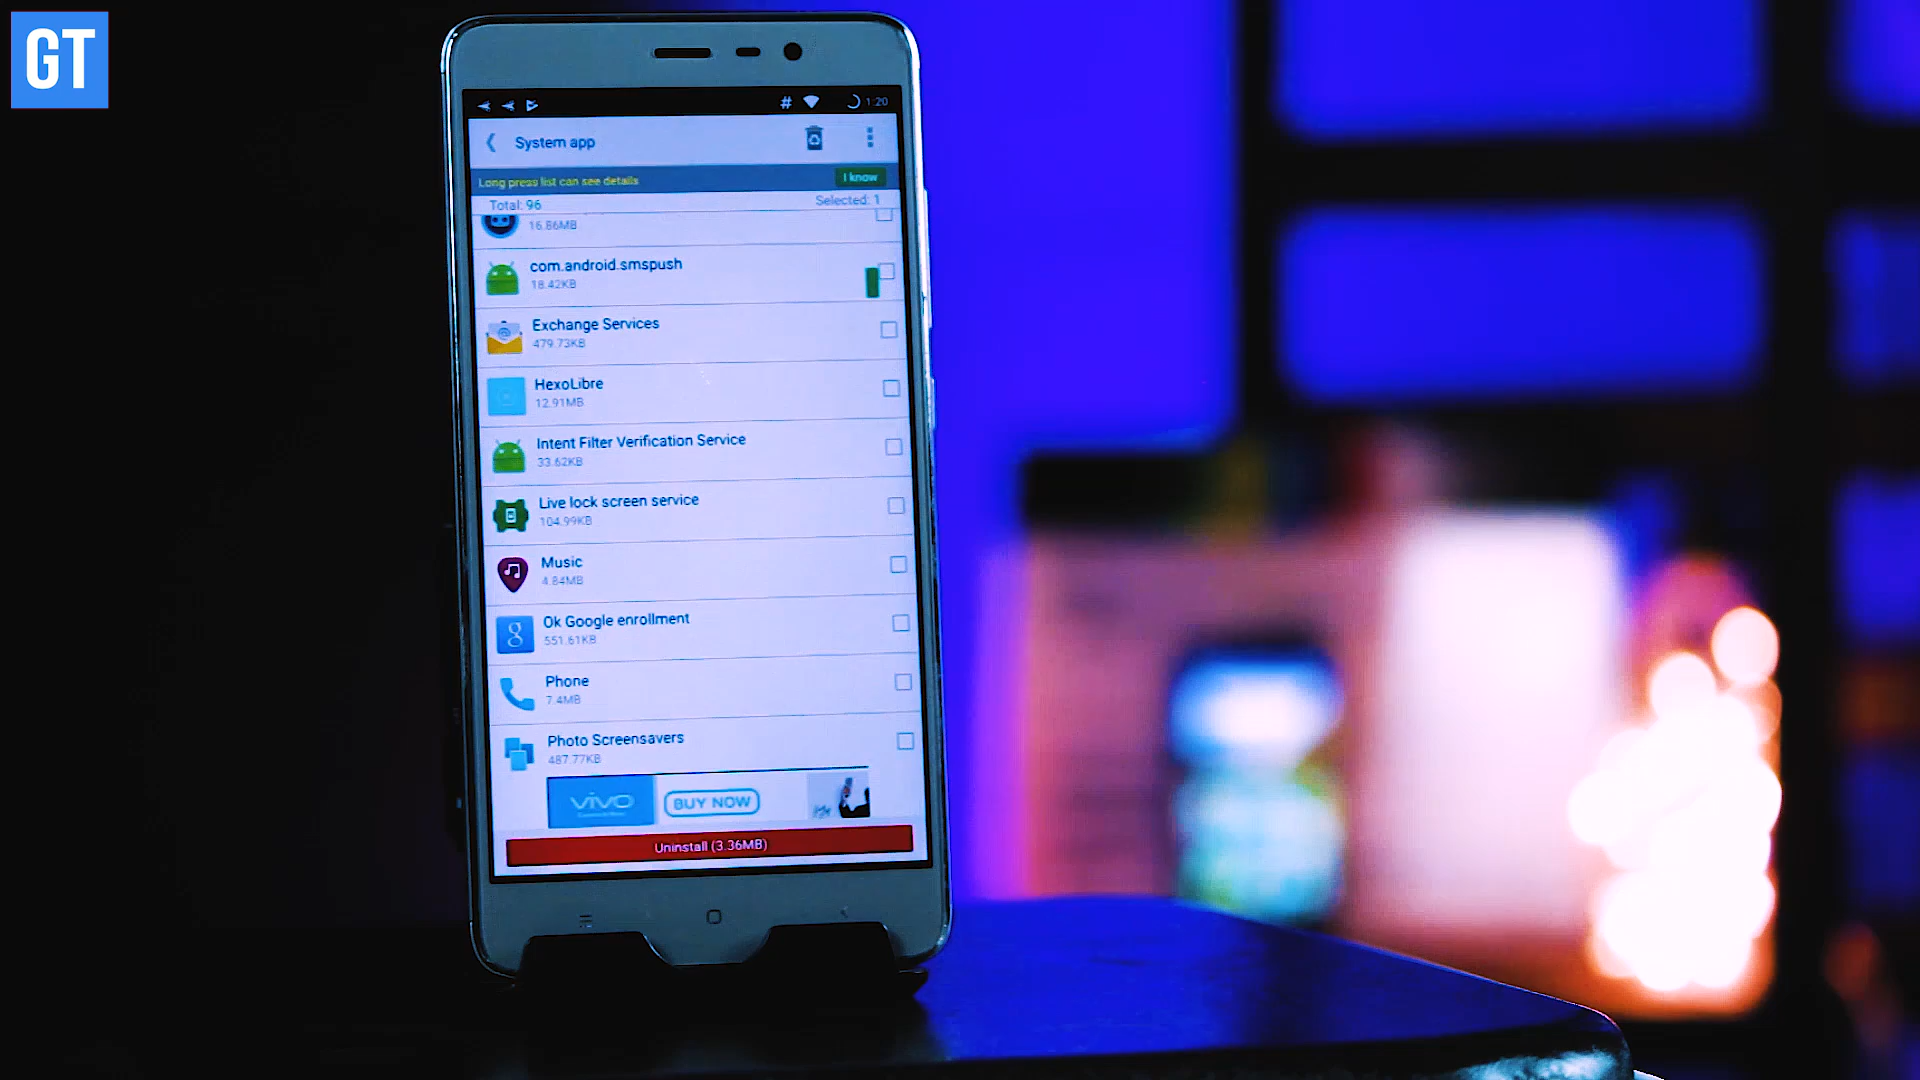 GT
# 1:20
System app
Long press list can see details I know
Total: 96 Selected: 1
16.86MB
com.android.smspush
18.42KB
Exchange Services
479.73KB
HexoLibre
12.91MB
Intent Filter Verification Service
33.62KB
Live lock screen service
104.99KB
Music
4.84MB
Ok Google enrollment
8
551.61KB
Phone
7.4MB
Photo Screensavers
487.77KB
vivo BUY NOW
Uninstall (3.36MB)